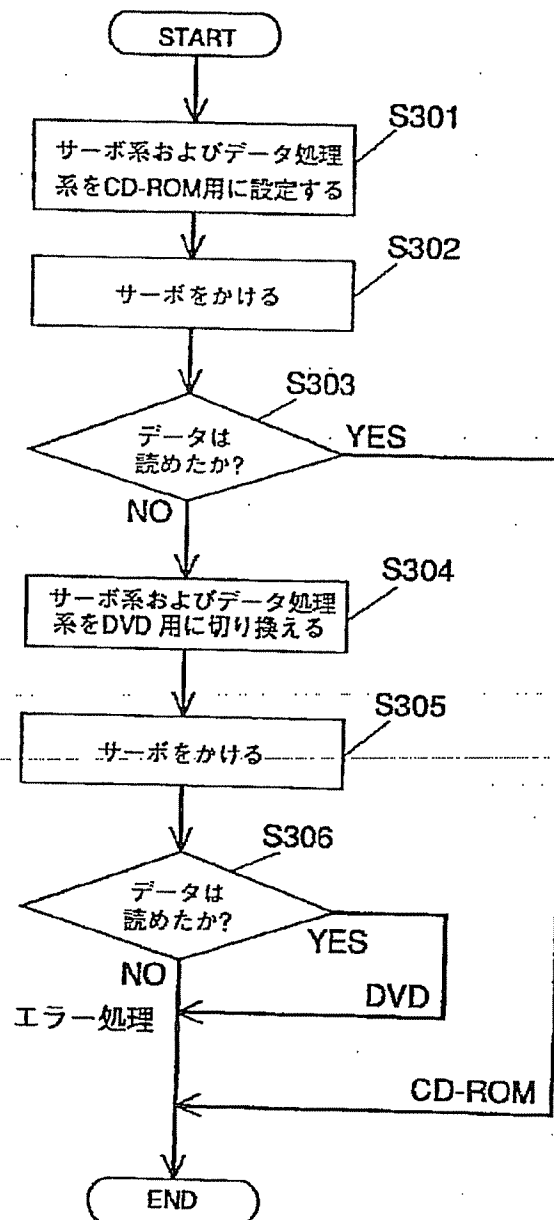 START
S301
サーボ系およびデータ処理
系をCD-ROM用に設定する
S302
サーボをかける
S303
データは
読めたか?
YES
NO
S304
サーボ系およびデータ処理
系をDVD 用に切り換える
S305
サーボをかける
S306
データは
読めたか?
YES
NO
DVD
エラー処理
CD-ROM
END